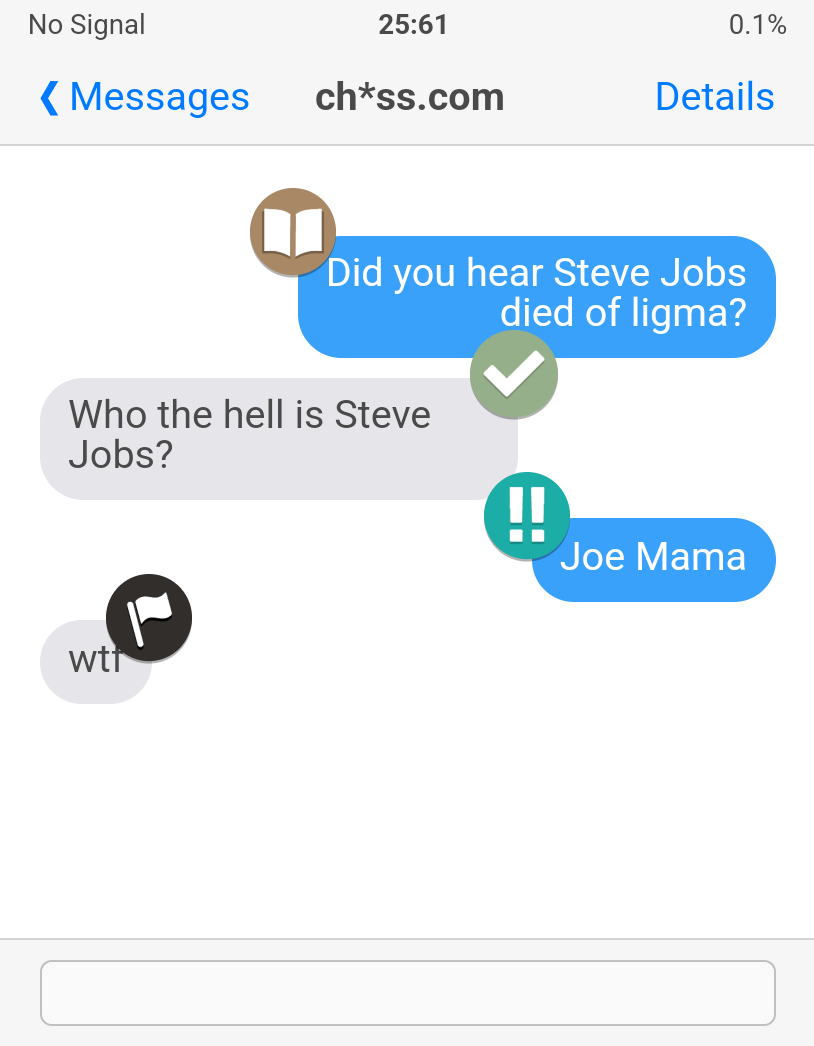 No Signal 25:61 0.1%
❮ Messages ch*ss.com Details
Did you hear Steve Jobs
died of ligma?
Who the hell is Steve
Jobs?
!!
Joe Mama
wtf